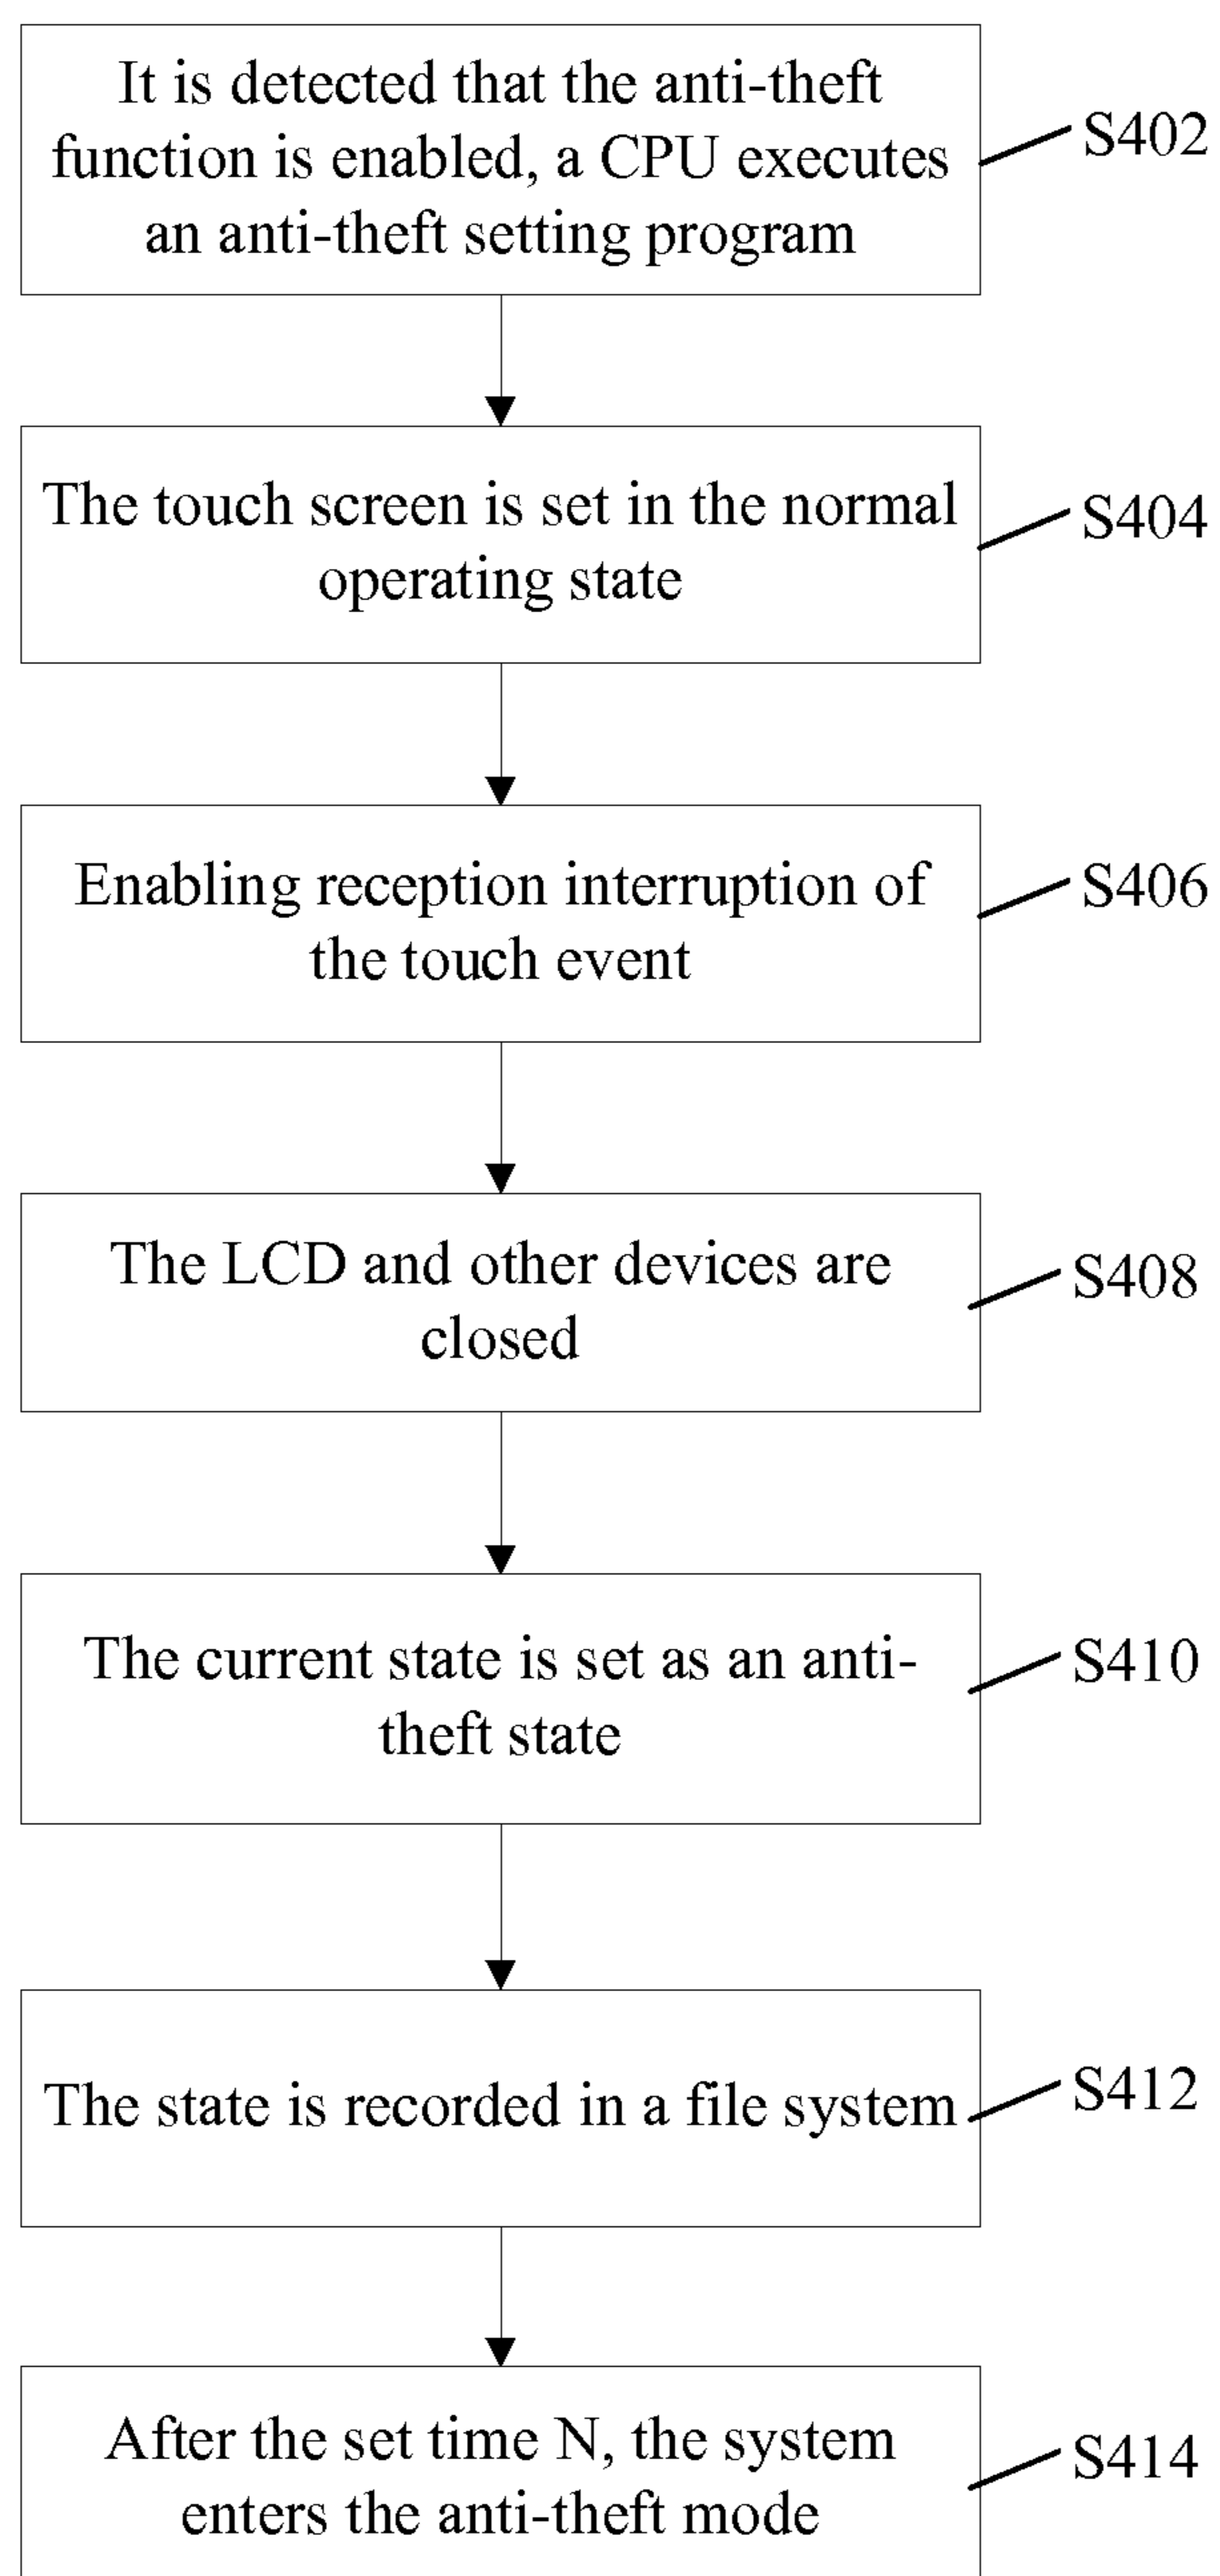 It is detected that the anti-theft
function is enabled, a CPU executes
an anti-theft setting program
S402
The touch screen is set in the normal
operating state
S404
Enabling reception interruption of
the touch event
S406
The LCD and other devices are
closed
S408
The current state is set as an anti-
theft state
S410
The state is recorded in a file system
S412
After the set time N, the system
enters the anti-theft mode
S414